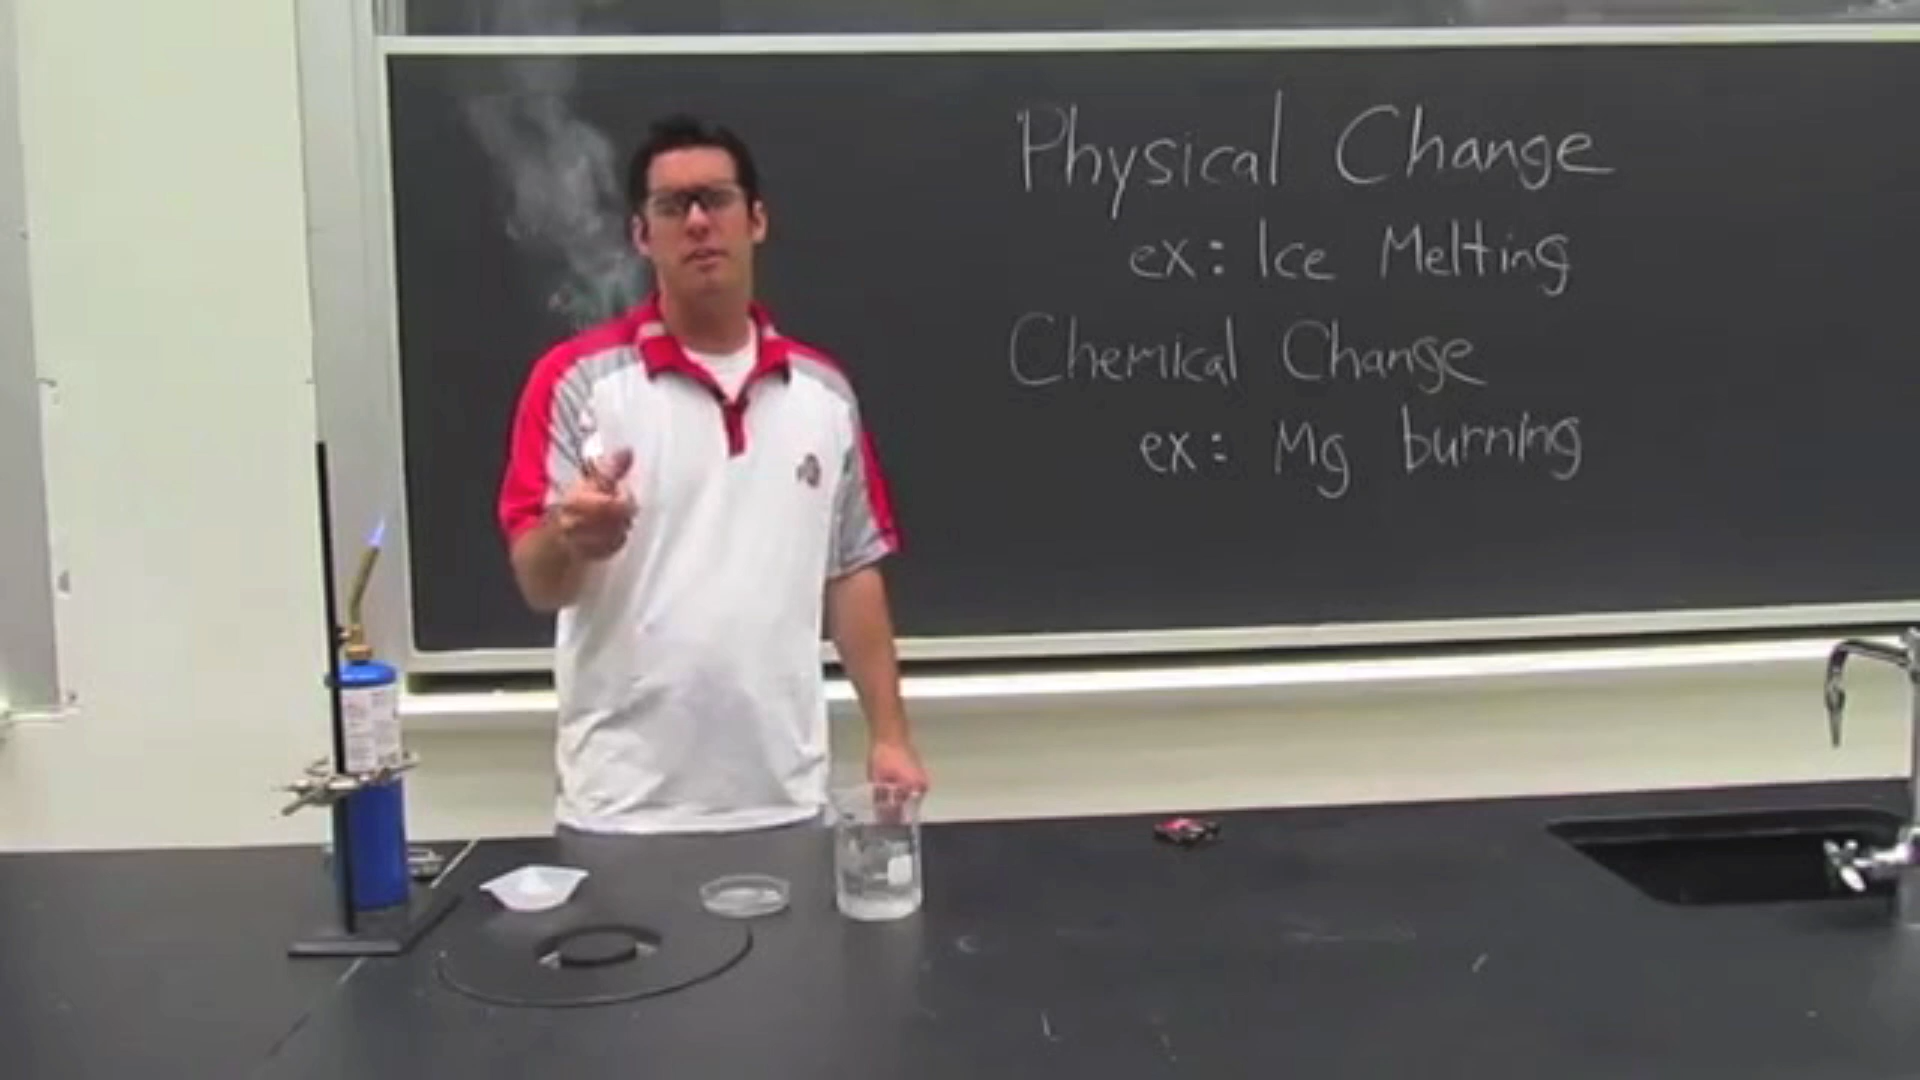 Physical Change
ex: Ice Melting
Chemical Change
ex: Mg burning